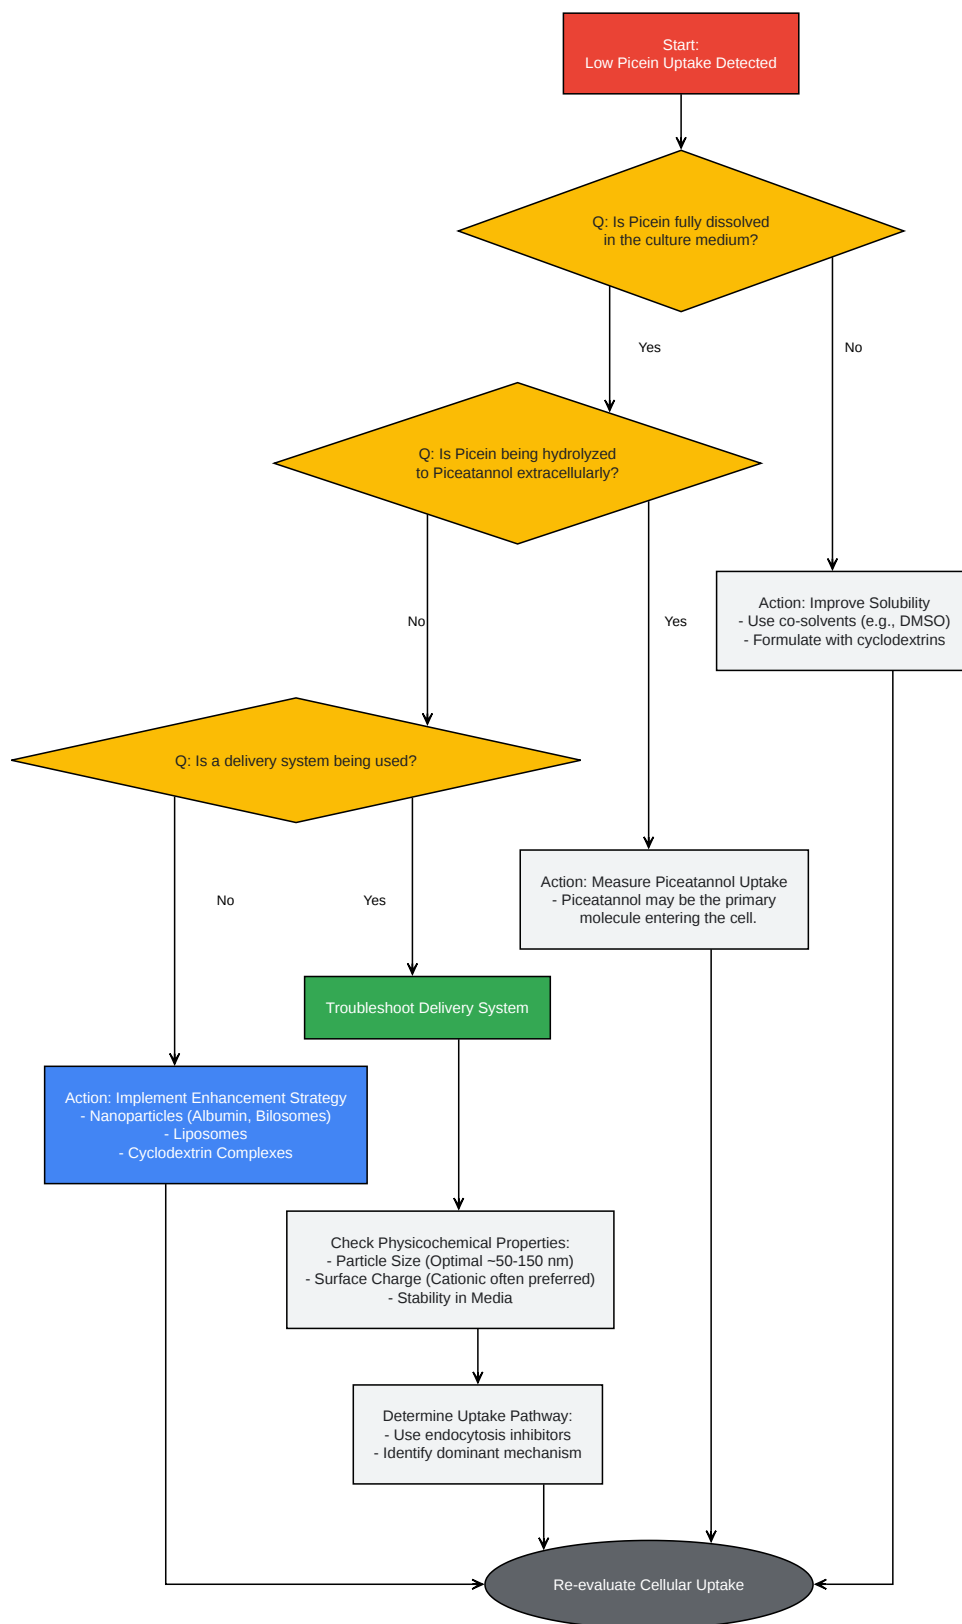 Start:
Low Picein Uptake Detected
Q: Is Picein fully dissolved
in the culture medium?
Yes
No
Q: Is Picein being hydrolyzed
to Piceatannol extracellularly?
Action: Improve Solubility
- Use co-solvents (e.g., DMSO)
- Formulate with cyclodextrins
No
Yes
Q: Is a delivery system being used?
Action: Measure Piceatannol Uptake
- Piceatannol may be the primary
molecule entering the cell.
No
Yes
Troubleshoot Delivery System
Action: Implement Enhancement Strategy
- Nanoparticles (Albumin, Bilosomes)
- Liposomes
- Cyclodextrin Complexes
Check Physicochemical Properties:
- Particle Size (Optimal ~50-150 nm)
- Surface Charge (Cationic often preferred)
- Stability in Media
Determine Uptake Pathway:
- Use endocytosis inhibitors
- Identify dominant mechanism
Re-evaluate Cellular Uptake